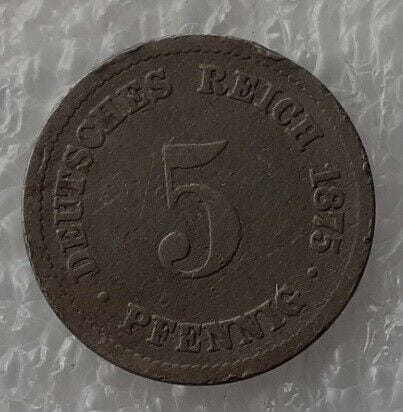 DEUTSCHES REICH 1875 ·
5
· PFENNIG